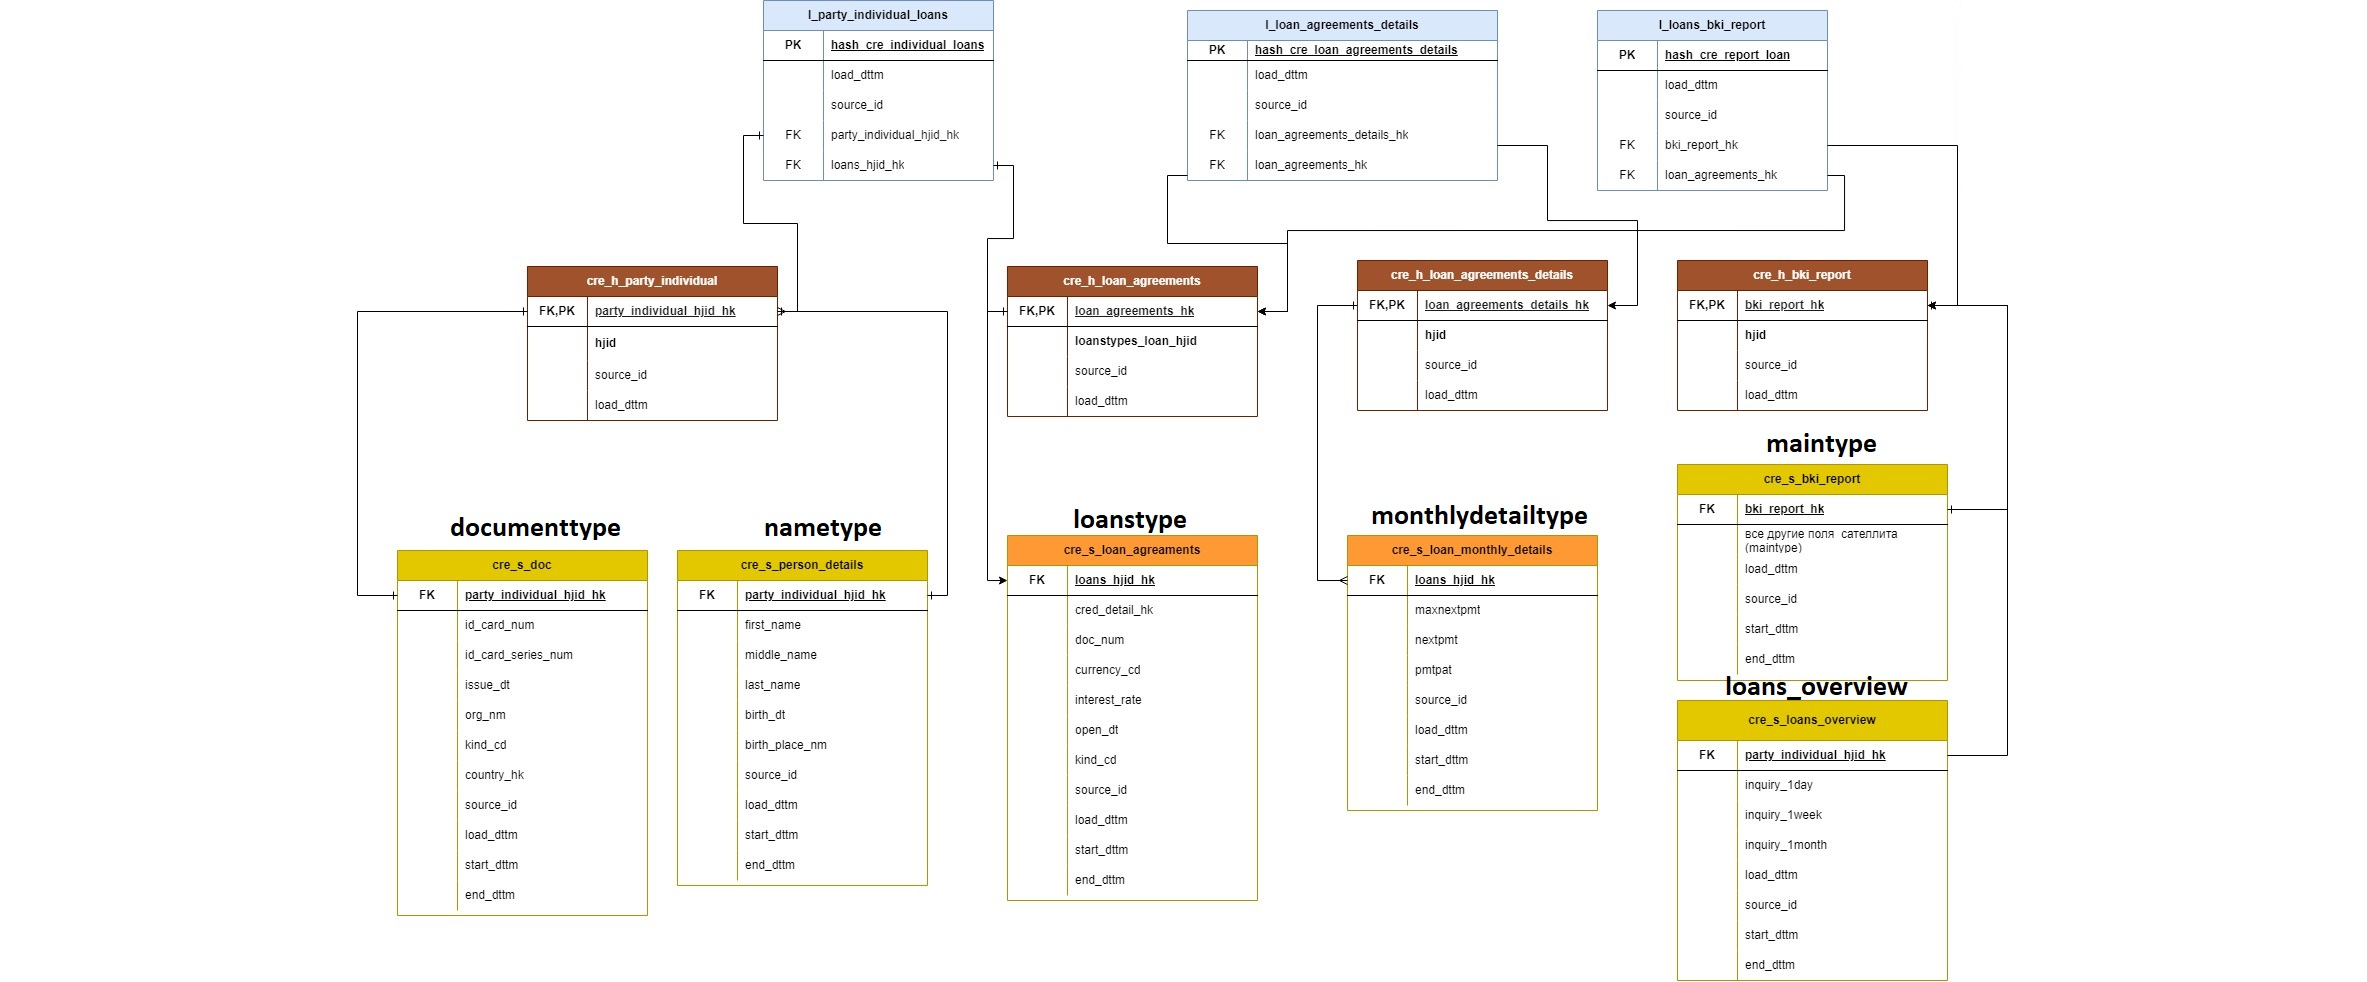 l_party_individual_loans
PK hash_cre_individual_loans
load_dttm
source_id
FK party_individual_hjid_hk
FK loans_hjid_hk
l_loan_agreements_details
PK hash_cre_loan_agreements_details
load_dttm
source_id
FK loan_agreements_details_hk
FK loan_agreements_hk
l_loans_bki_report
PK hash_cre_report_loan
load_dttm
source_id
FK bki_report_hk
FK loan_agreements_hk
cre_h_party_individual
FK,PK party_individual_hjid_hk
hjid
source_id
load_dttm
cre_h_loan_agreements
FK,PK loan_agreements_hk
loanstypes_loan_hjid
source_id
load_dttm
cre_h_loan_agreements_details
FK,PK loan_agreements_details_hk
hjid
source_id
load_dttm
cre_h_bki_report
FK,PK bki_report_hk
hjid
source_id
load_dttm
documenttype
cre_s_doc
FK party_individual_hjid_hk
id_card_num
id_card_series_num
issue_dt
org_nm
kind_cd
country_hk
source_id
load_dttm
start_dttm
end_dttm
nametype
cre_s_person_details
FK party_individual_hjid_hk
first_name
middle_name
last_name
birth_dt
birth_place_nm
source_id
load_dttm
start_dttm
end_dttm
loanstype
cre_s_loan_agreaments
FK loans_hjid_hk
cred_detail_hk
doc_num
currency_cd
interest_rate
open_dt
kind_cd
source_id
load_dttm
start_dttm
end_dttm
monthlydetailtype
cre_s_loan_monthly_details
FK loans_hjid_hk
maxnextpmt
nextpmt
pmtpat
source_id
load_dttm
start_dttm
end_dttm
maintype
cre_s_bki_report
FK bki_report_hk
все другие поля сателлита
(maintype)
load_dttm
source_id
start_dttm
end_dttm
loans_overview
cre_s_loans_overview
FK party_individual_hjid_hk
inquiry_1day
inquiry_1week
inquiry_1month
load_dttm
source_id
start_dttm
end_dttm